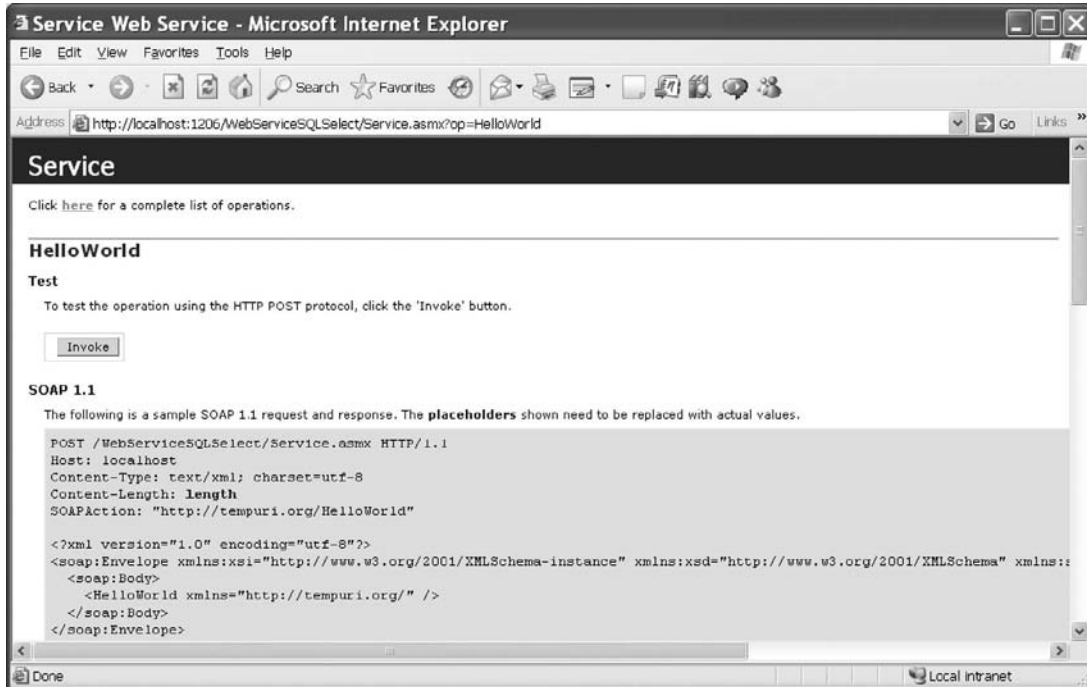 Service Web Service - Microsoft Internet Explorer
File Edit View Favorites Tools Help
Back Search Favorites
Address http://localhost:1206/WebServiceSQLSelect/Service.asmx?op=HelloWorld Go Links »
Service
Click here for a complete list of operations.
HelloWorld
Test
To test the operation using the HTTP POST protocol, click the 'Invoke' button.
Invoke
SOAP 1.1
The following is a sample SOAP 1.1 request and response. The placeholders shown need to be replaced with actual values.
POST /WebServiceSQLSelect/Service.asmx HTTP/1.1
Host: localhost
Content-Type: text/xml; charset=utf-8
Content-Length: length
SOAPAction: "http://tempuri.org/HelloWorld"
<?xml version="1.0" encoding="utf-8"?>
<soap:Envelope xmlns:xsi="http://www.w3.org/2001/XMLSchema-instance" xmlns:xsd="http://www.w3.org/2001/XMLSchema" xmlns:s
<soap:Body>
<HelloWorld xmlns="http://tempuri.org/" />
</soap:Body>
</soap:Envelope>
Done Local intranet